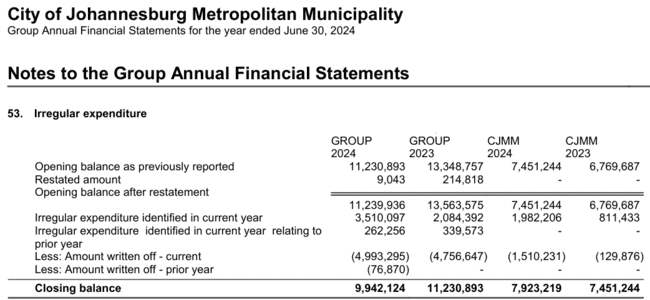 City of Johannesburg Metropolitan Municipality
Group Annual Financial Statements for the year ended June 30, 2024
Notes to the Group Annual Financial Statements
53. Irregular expenditure
GROUP GROUP CJMM CJMM
2024 2023 2024 2023
Opening balance as previously reported 11,230,893 13,348,757 7,451,244 6,769,687
Restated amount 9,043 214,818 - -
Opening balance after restatement
11,239,936 13,563,575 7,451,244 6,769,687
Irregular expenditure identified in current year 3,510,097 2,084,392 1,982,206 811,433
Irregular expenditure identified in current year relating to 262,256 339,573 - -
prior year
Less: Amount written off - current (4,993,295) (4,756,647) (1,510,231) (129,876)
Less: Amount written off - prior year (76,870) - - -
Closing balance 9,942,124 11,230,893 7,923,219 7,451,244